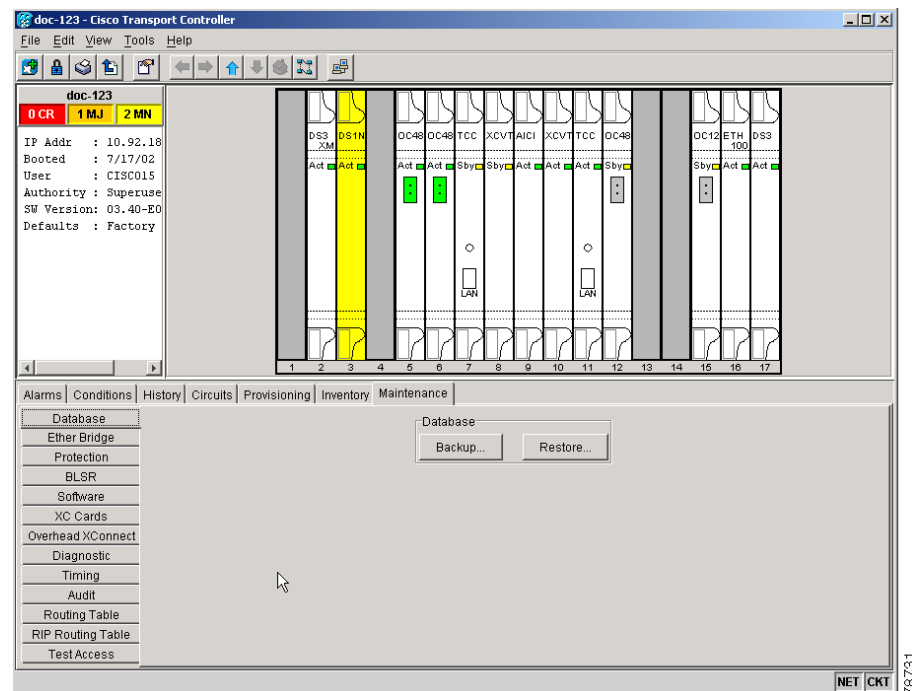 doc-123 - Cisco Transport Controller
File Edit View Tools Help
doc-123
0 CR 1 MJ 2 MN
IP Addr : 10.92.18
Booted : 7/17/02
User : CISCO15
Authority : Superuse
SW Version: 03.40-E0
Defaults : Factory
DS3 XM DS1N OC48 OC48 TCC XCVT AICI XCVT TCC OC48 OC12 ETH 100 DS3
Act Act Act Act Sby Sby Act Act Act Sby Sby Act Act
LAN LAN
1 2 3 4 5 6 7 8 9 10 11 12 13 14 15 16 17
Alarms Conditions History Circuits Provisioning Inventory Maintenance
Database
Ether Bridge
Protection
BLSR
Software
XC Cards
Overhead XConnect
Diagnostic
Timing
Audit
Routing Table
RIP Routing Table
Test Access
Database
Backup... Restore...
NET CKT
78731